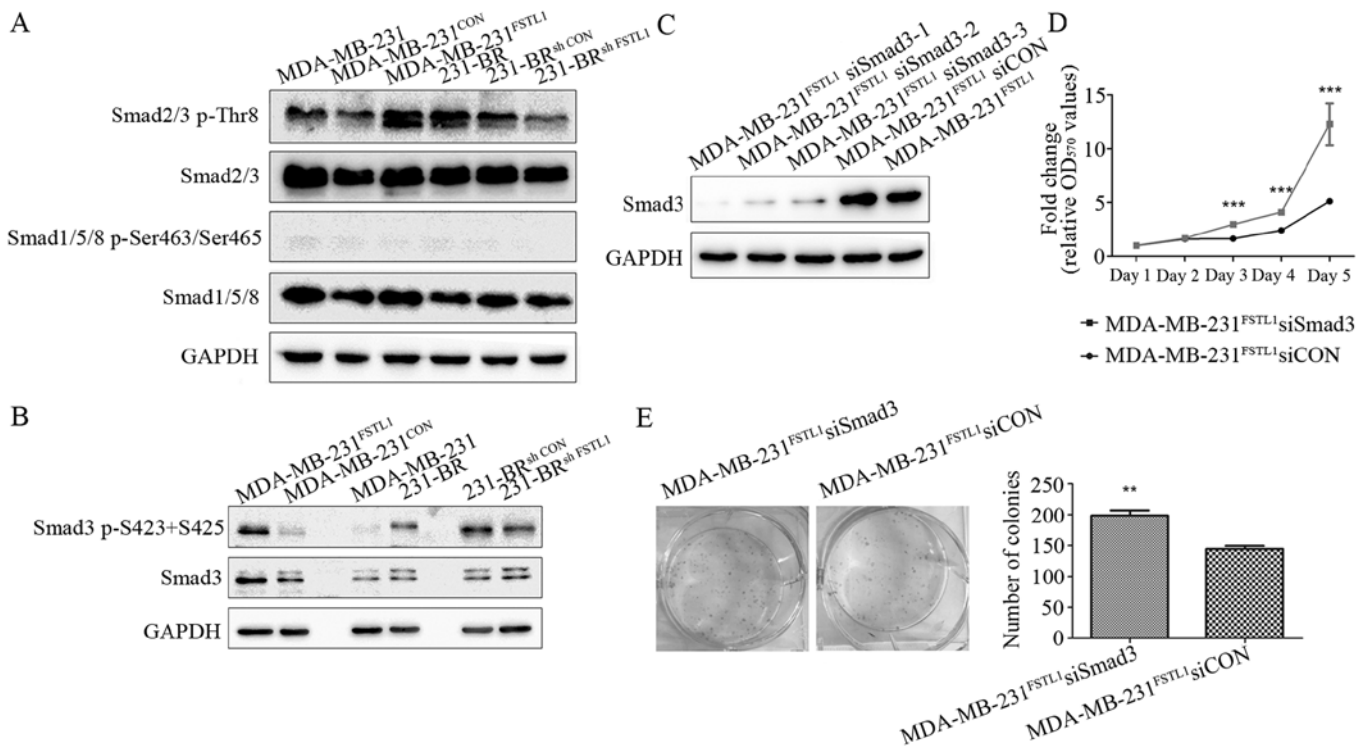 A
MDA-MB-231
MDA-MB-231CON
MDA-MB-231FSTL1
231-BR
231-BRsh CON
231-BRsh FSTL1
Smad2/3 p-Thr8
Smad2/3
Smad1/5/8 p-Ser463/Ser465
Smad1/5/8
GAPDH
B
MDA-MB-231FSTL1
MDA-MB-231CON
MDA-MB-231
231-BR
231-BRsh CON
231-BRsh FSTL1
Smad3 p-S423+S425
Smad3
GAPDH
C
MDA-MB-231FSTL1 siSmad3-1
MDA-MB-231FSTL1 siSmad3-2
MDA-MB-231FSTL1 siSmad3-3
MDA-MB-231FSTL1 siCON
MDA-MB-231FSTL1
Smad3
GAPDH
D
Fold change
(relative OD570 values)
15
10
5
0
***
***
***
Day 1 Day 2 Day 3 Day 4 Day 5
MDA-MB-231FSTL1siSmad3
MDA-MB-231FSTL1siCON
E
MDA-MB-231FSTL1siSmad3
MDA-MB-231FSTL1siCON
Number of colonies
250
200
150
100
50
0
**
MDA-MB-231FSTL1siSmad3
MDA-MB-231FSTL1siCON